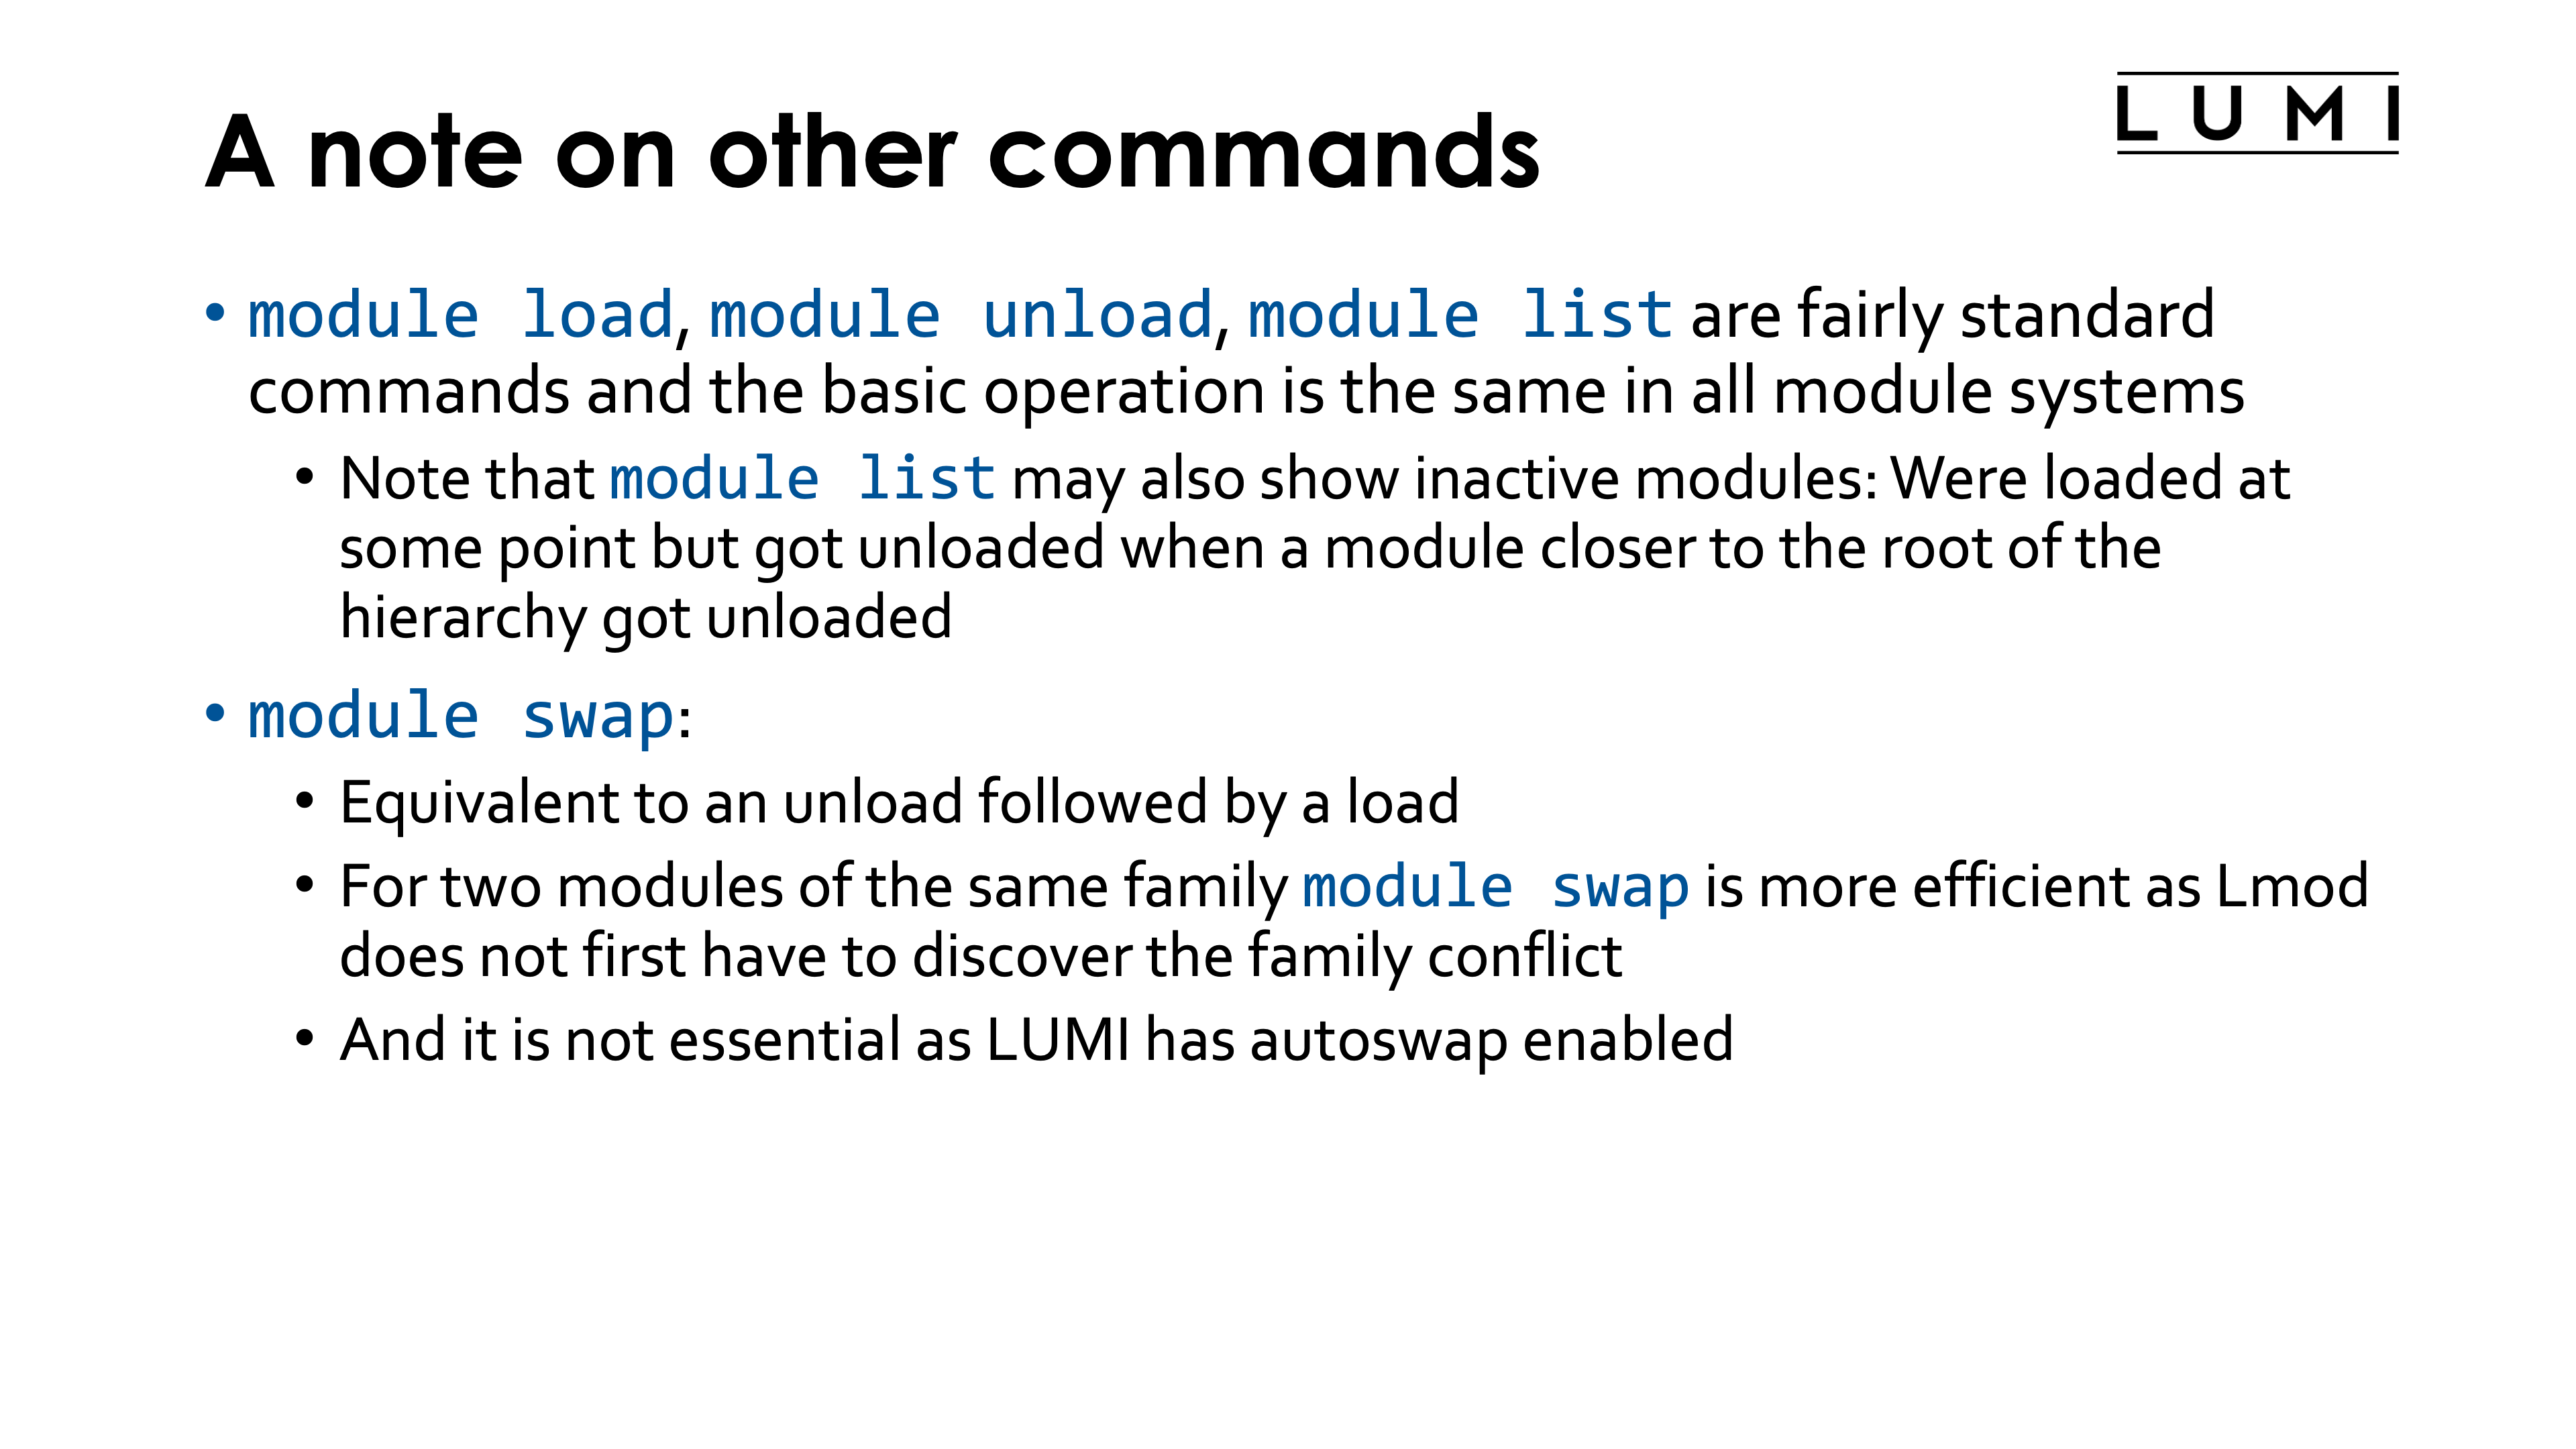 A note on other commands
LUMI
• module load, module unload, module list are fairly standard
commands and the basic operation is the same in all module systems
• Note that module list may also show inactive modules: Were loaded at
some point but got unloaded when a module closer to the root of the
hierarchy got unloaded
• module swap:
• Equivalent to an unload followed by a load
• For two modules of the same family module swap is more efficient as Lmod
does not first have to discover the family conflict
• And it is not essential as LUMI has autoswap enabled